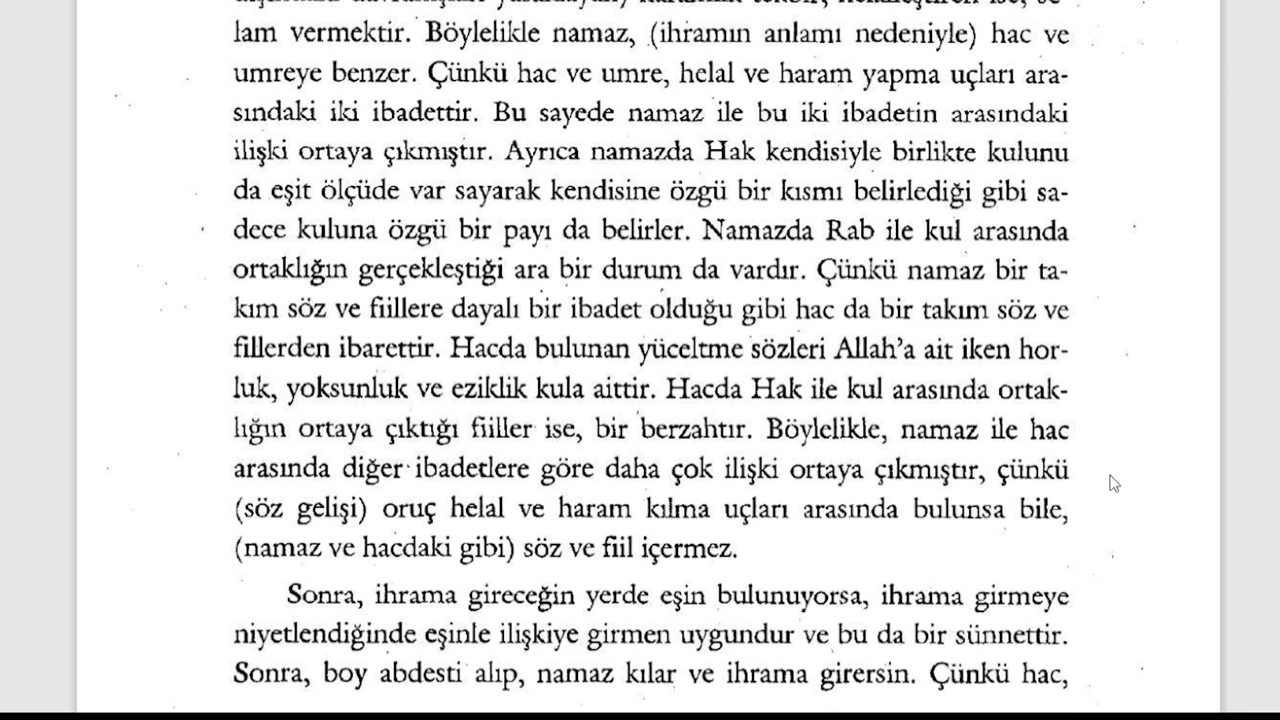 lam vermektir. Böylelikle namaz, (ihramın anlamı nedeniyle) hac ve
umreye benzer. Çünkü hac ve umre, helal ve haram yapma uçları ara-
sındaki iki ibadettir. Bu sayede namaz ile bu iki ibadetin arasındaki
ilişki ortaya çıkmıştır. Ayrıca namazda Hak kendisiyle birlikte kulunu
da eşit ölçüde var sayarak kendisine özgü bir kısmı belirlediği gibi sa-
dece kuluna özgü bir payı da belirler. Namazda Rab ile kul arasında
ortaklığın gerçekleştiği ara bir durum da vardır. Çünkü namaz bir ta-
kım söz ve fiillere dayalı bir ibadet olduğu gibi hac da bir takım söz ve
fillerden ibarettir. Hacda bulunan yüceltme sözleri Allah'a ait iken hor-
luk, yoksunluk ve eziklik kula aittir. Hacda Hak ile kul arasında ortak-
lığın ortaya çıktığı fiiller ise, bir berzahtır. Böylelikle, namaz ile hac
arasında diğer ibadetlere göre daha çok ilişki ortaya çıkmıştır, çünkü
(söz gelişi) oruç helal ve haram kılma uçları arasında bulunsa bile,
(namaz ve hacdaki gibi) söz ve fiil içermez.
Sonra, ihrama gireceğin yerde eşin bulunuyorsa, ihrama girmeye
niyetlendiğinde eşinle ilişkiye girmen uygundur ve bu da bir sünnettir.
Sonra, boy abdesti alıp, namaz kılar ve ihrama girersin. Çünkü hac,